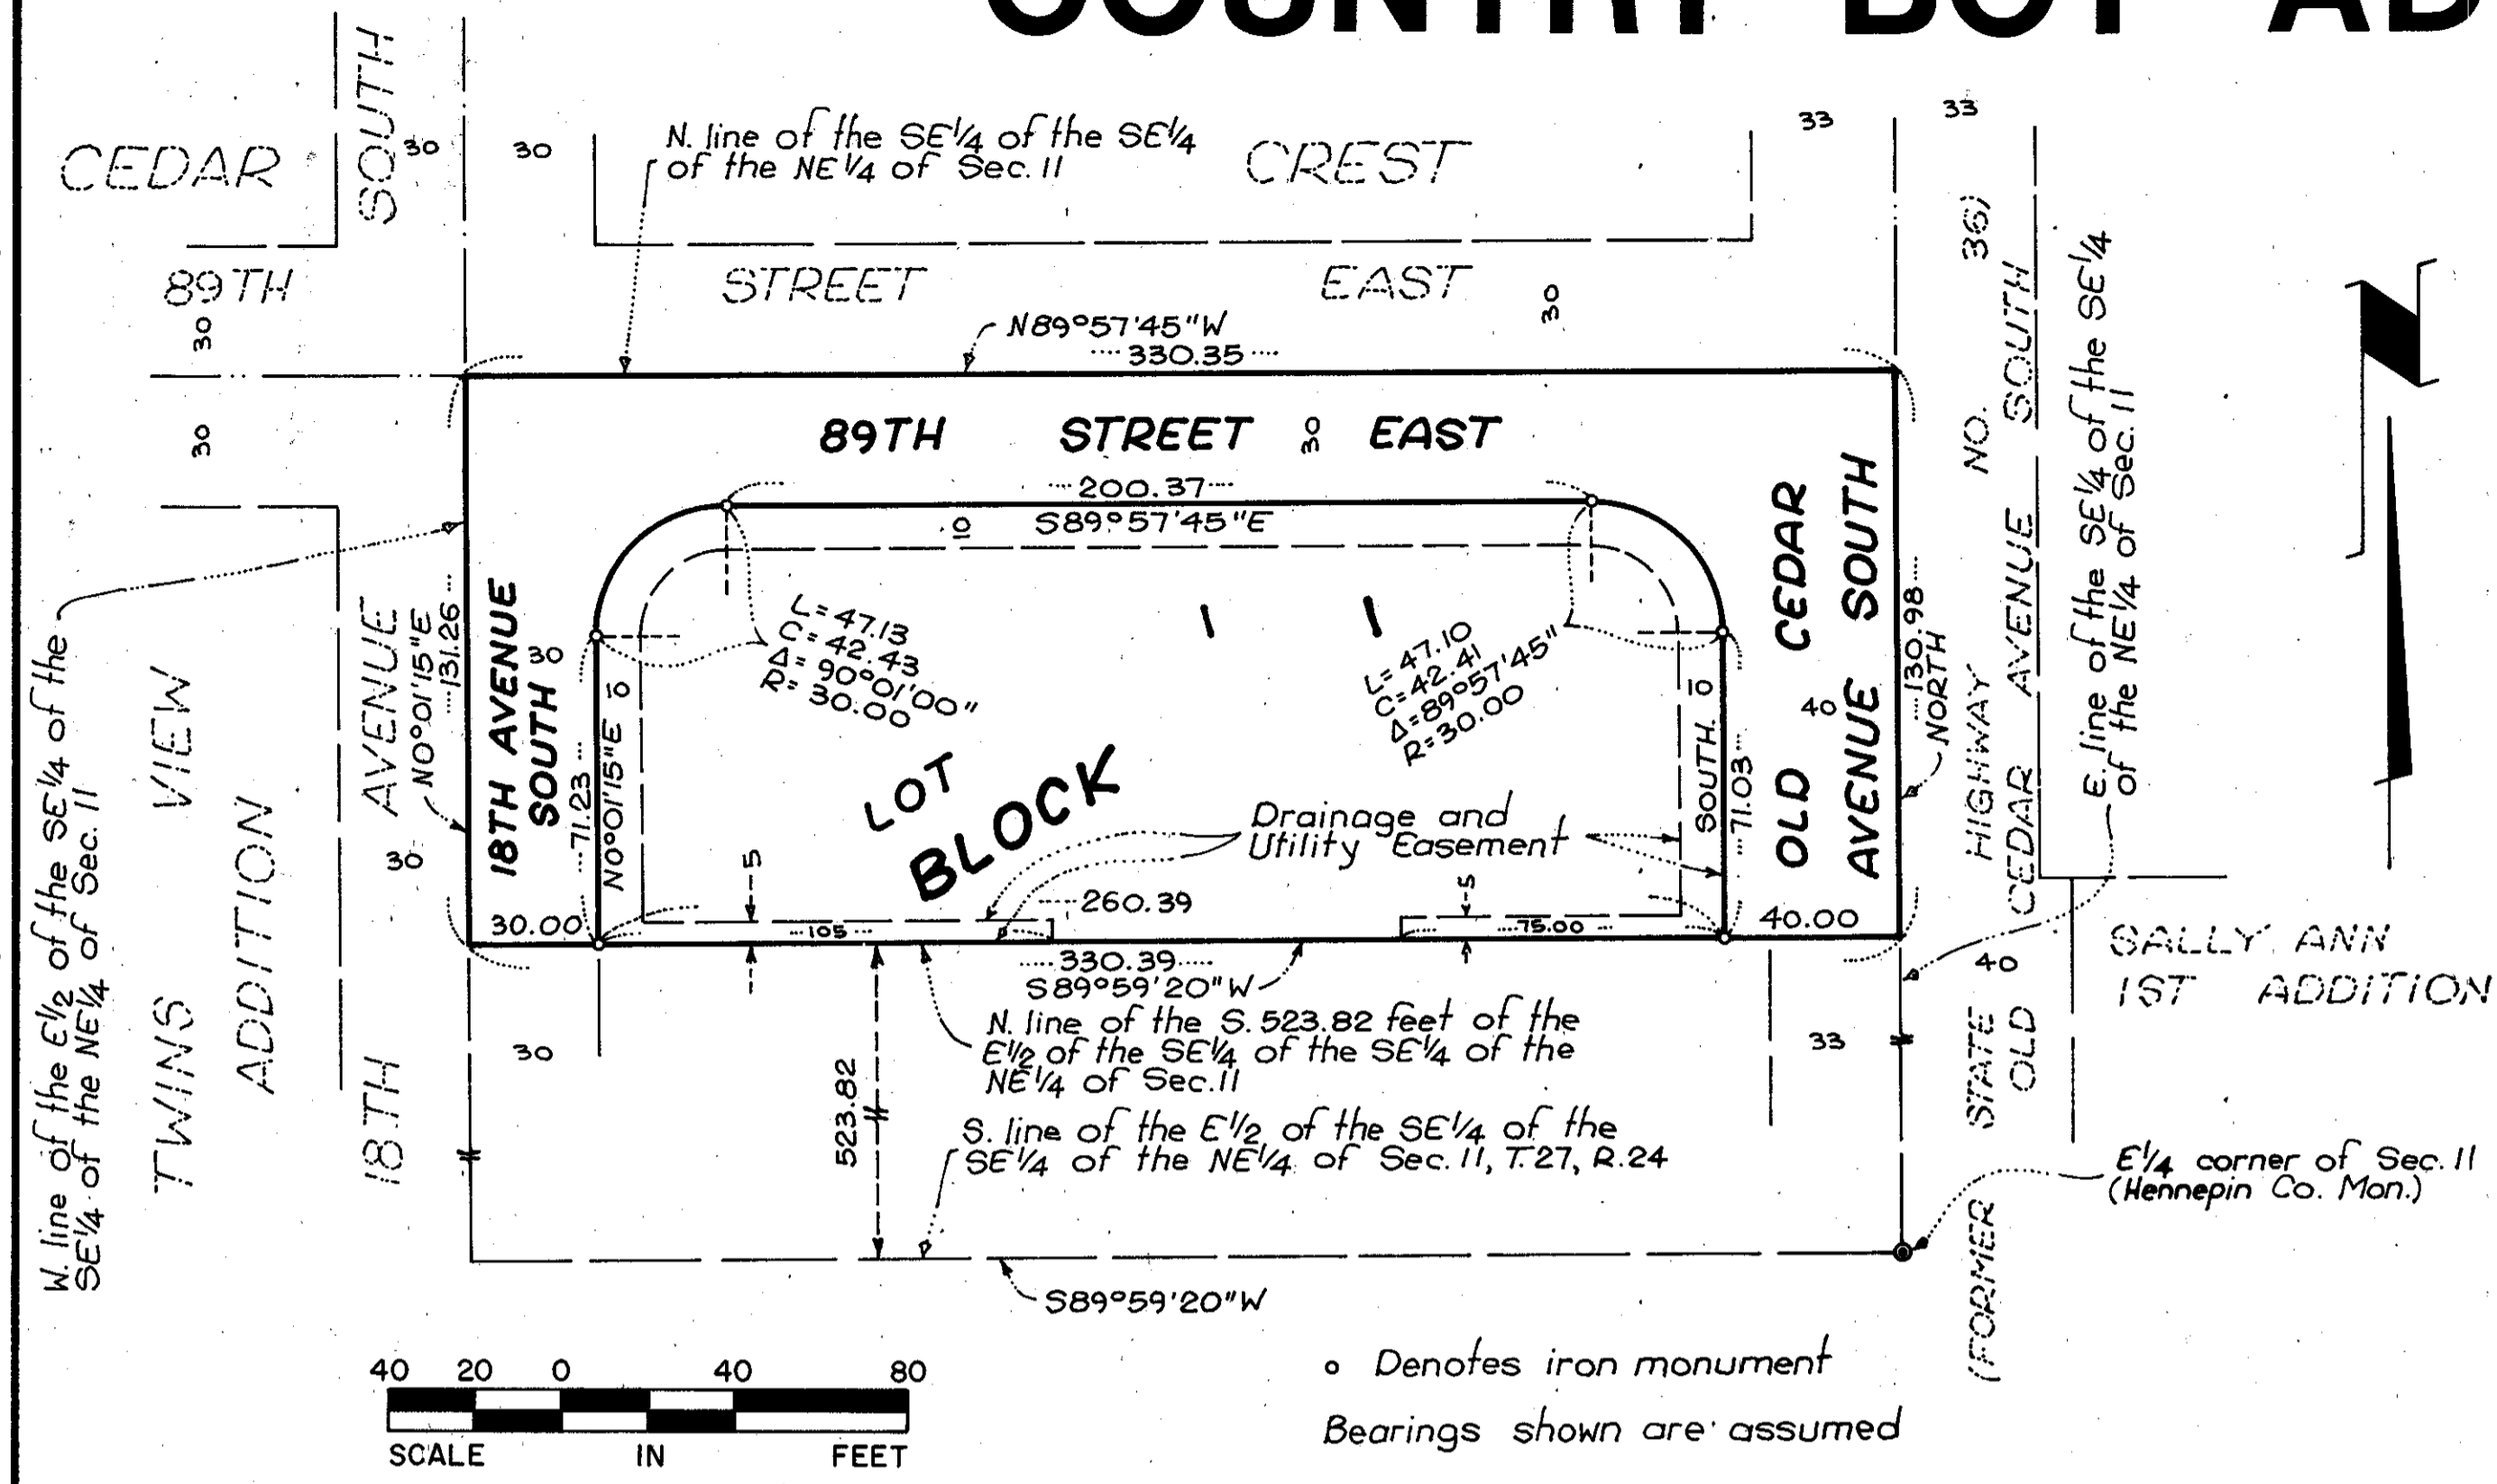 COUNTRY BOY AD
CEDAR
SOUTH
30
30
N. line of the SE1/4 of the SE1/4
of the NE1/4 of Sec. 11
CREST
33
33
89TH
STREET
EAST
30
30
30
N89°57'45"W
330.35
89TH STREET 30 EAST
200.37
S89°57'45"E
10
L=47.13
C=42.43
Δ=90°01'00"
R=30.00
L=47.10
C=42.41
Δ=89°57'45"
R=30.00
1
1
LOT
BLOCK
18TH AVENUE
SOUTH
30
10
71.23
N0°01'15"E
131.26
N0°01'15"E
10
SOUTH
71.03
OLD CEDAR
AVENUE SOUTH
40
130.98
NORTH
Drainage and
Utility Easement
5
5
30.00
105
260.39
75.00
40.00
330.39
S89°59'20"W
N. line of the S. 523.82 feet of the
E1/2 of the SE1/4 of the SE1/4 of the
NE1/4 of Sec. 11
523.82
S. line of the E1/2 of the SE1/4 of the
SE1/4 of the NE1/4 of Sec. 11, T.27, R.24
S89°59'20"W
30
33
40
W. line of the E1/2 of the SE1/4 of the
SE1/4 of the NE1/4 of Sec. 11
TWINS VIEW
ADDITION
18TH AVENUE
30
(FORMER STATE HIGHWAY NO. 36)
OLD CEDAR AVENUE SOUTH
E. line of the SE1/4 of the SE1/4
of the NE1/4 of Sec. 11
SALLY ANN
1ST ADDITION
E1/4 corner of Sec. 11
(Hennepin Co. Mon.)
N
40 20 0 40 80
SCALE IN FEET
o Denotes iron monument
Bearings shown are assumed